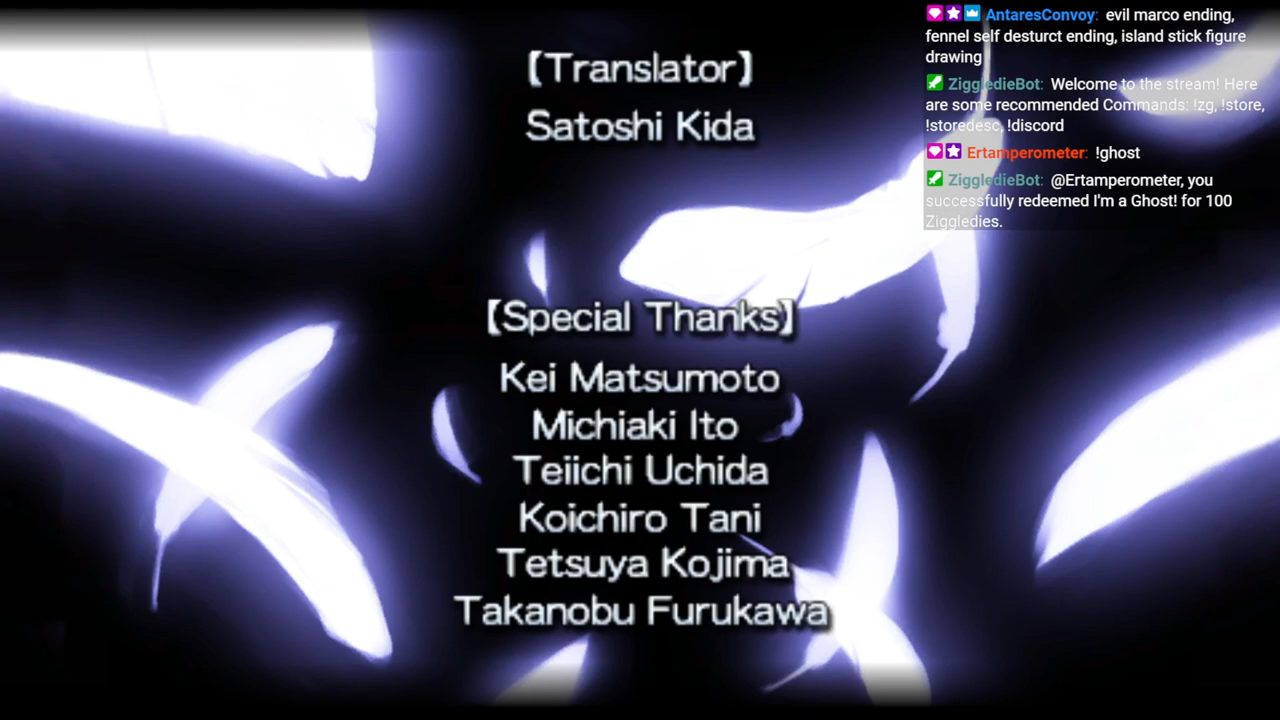 【Translator】
Satoshi Kida
【Special Thanks】
Kei Matsumoto
Michiaki Ito
Teiichi Uchida
Koichiro Tani
Tetsuya Kojima
Takanobu Furukawa
AntaresConvoy: evil marco ending,
fennel self desturct ending, island stick figure
drawing
ZiggledieBot: Welcome to the stream! Here
are some recommended Commands: !zg, !store,
!storedesc, !discord
Ertamperometer: !ghost
ZiggledieBot: @Ertamperometer, you
successfully redeemed I'm a Ghost! for 100
Ziggledies.